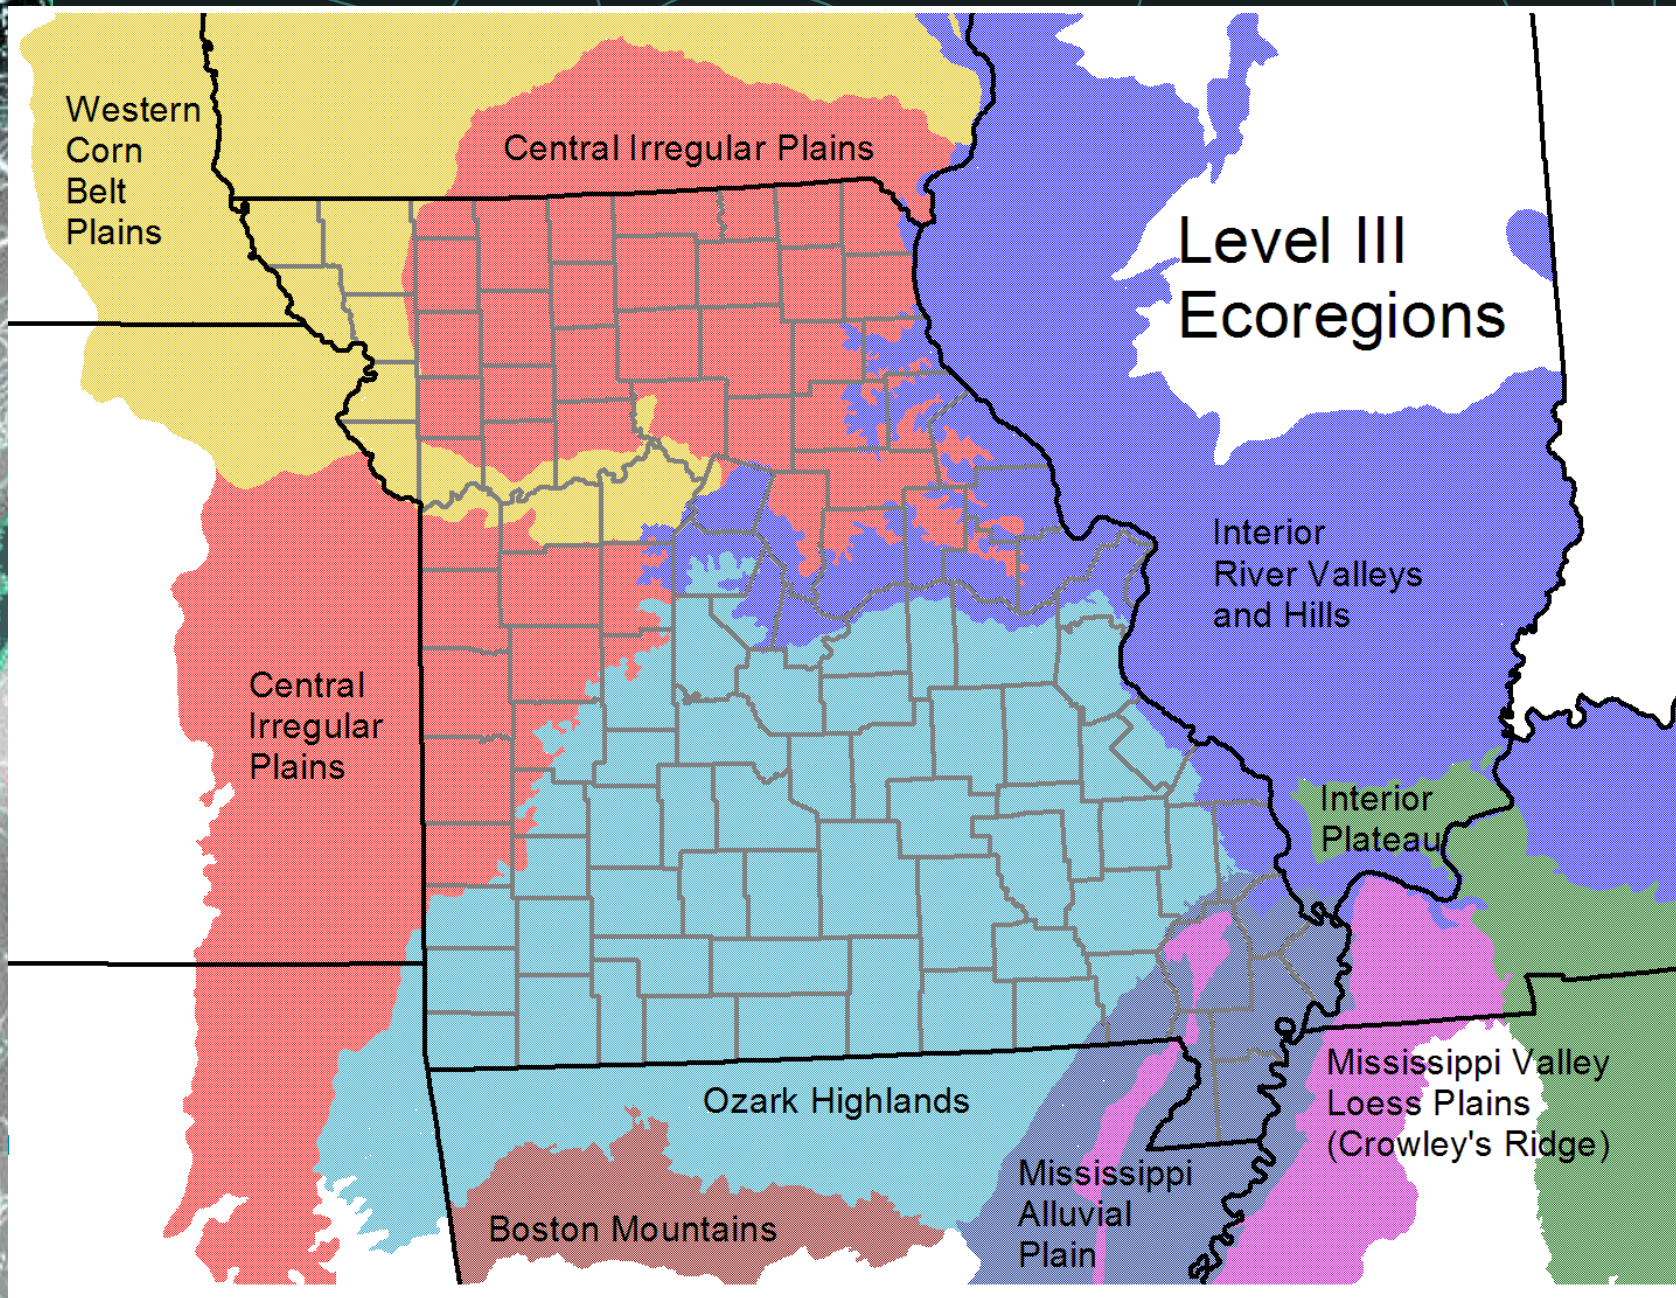 Western
Corn
Belt
Plains
Central Irregular Plains
Level III
Ecoregions
Interior
River Valleys
and Hills
Central
Irregular
Plains
Interior
Plateau
Ozark Highlands
Mississippi Valley
Loess Plains
(Crowley's Ridge)
Mississippi
Alluvial
Plain
Boston Mountains